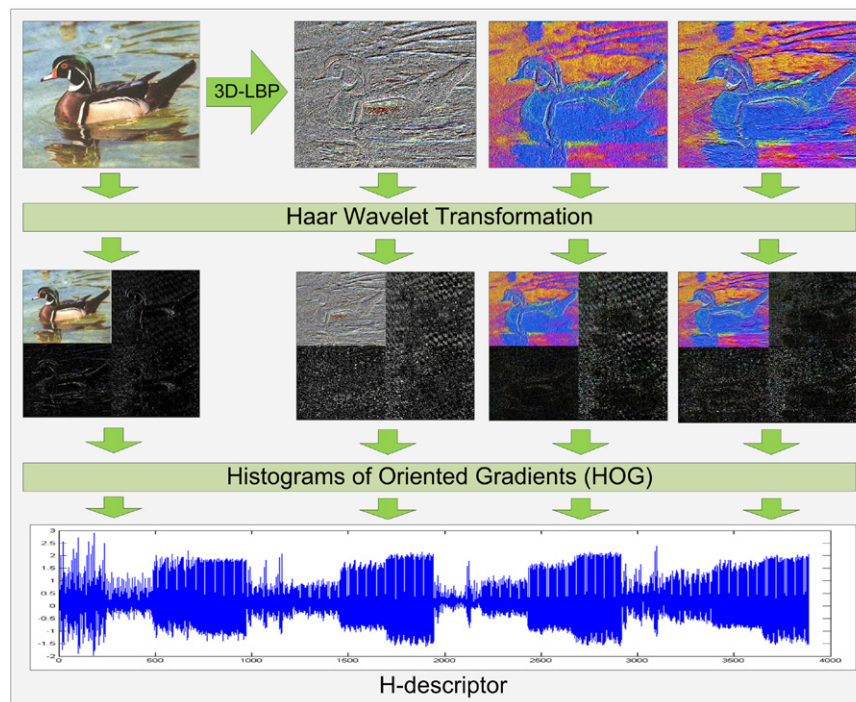 3D-LBP
Haar Wavelet Transformation
Histograms of Oriented Gradients (HOG)
3
2.5
2
1.5
1
0.5
0
-0.5
-1
-1.5
-2
0 500 1000 1500 2000 2500 3000 3500 4000
H-descriptor